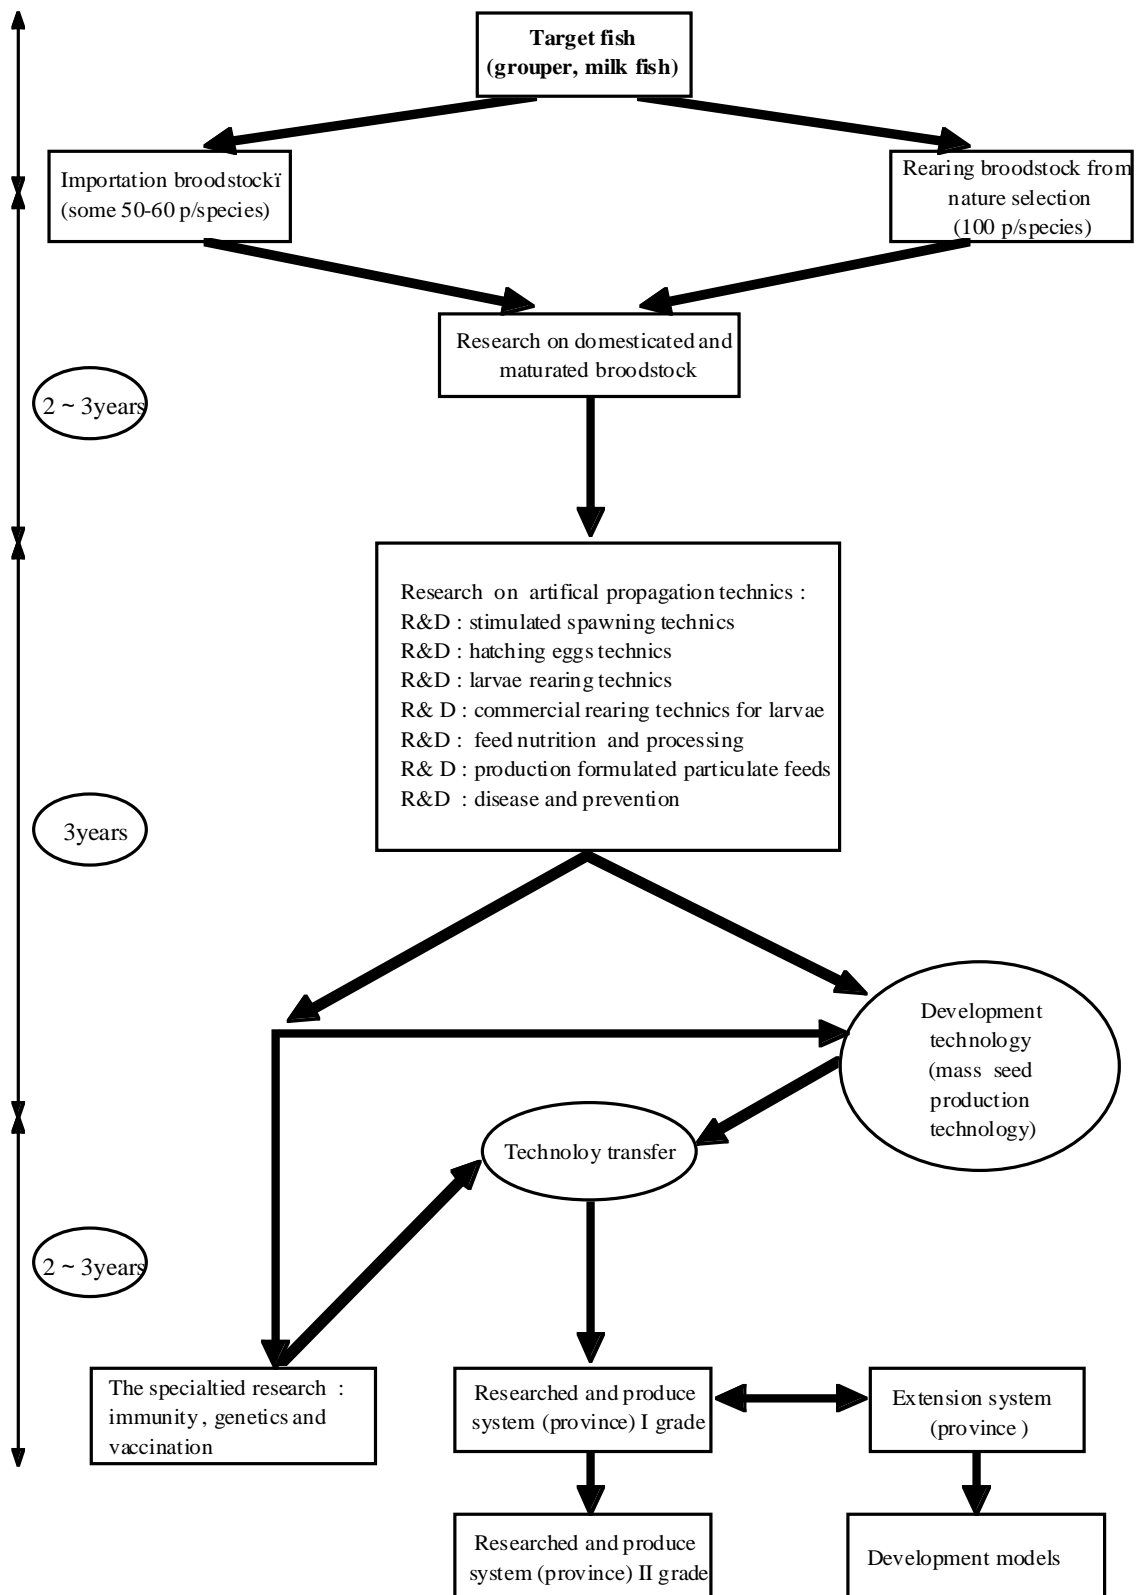 Target fish
(grouper, milk fish)
Importation broodstockï
(some 50-60 p/species)
Rearing broodstock from
nature selection
(100 p/species)
Research on domesticated and
maturated broodstock
2 ~ 3years
Research on artifical propagation technics :
R&D : stimulated spawning technics
R&D : hatching eggs technics
R&D : larvae rearing technics
R& D : commercial rearing technics for larvae
R&D : feed nutrition and processing
R& D : production formulated particulate feeds
R&D : disease and prevention
3years
Development
technology
(mass seed
production
technology)
Technoloy transfer
2 ~ 3years
The specialtied research :
immunity, genetics and
vaccination
Researched and produce
system (province) I grade
Extension system
(province )
Researched and produce
system (province) II grade
Development models